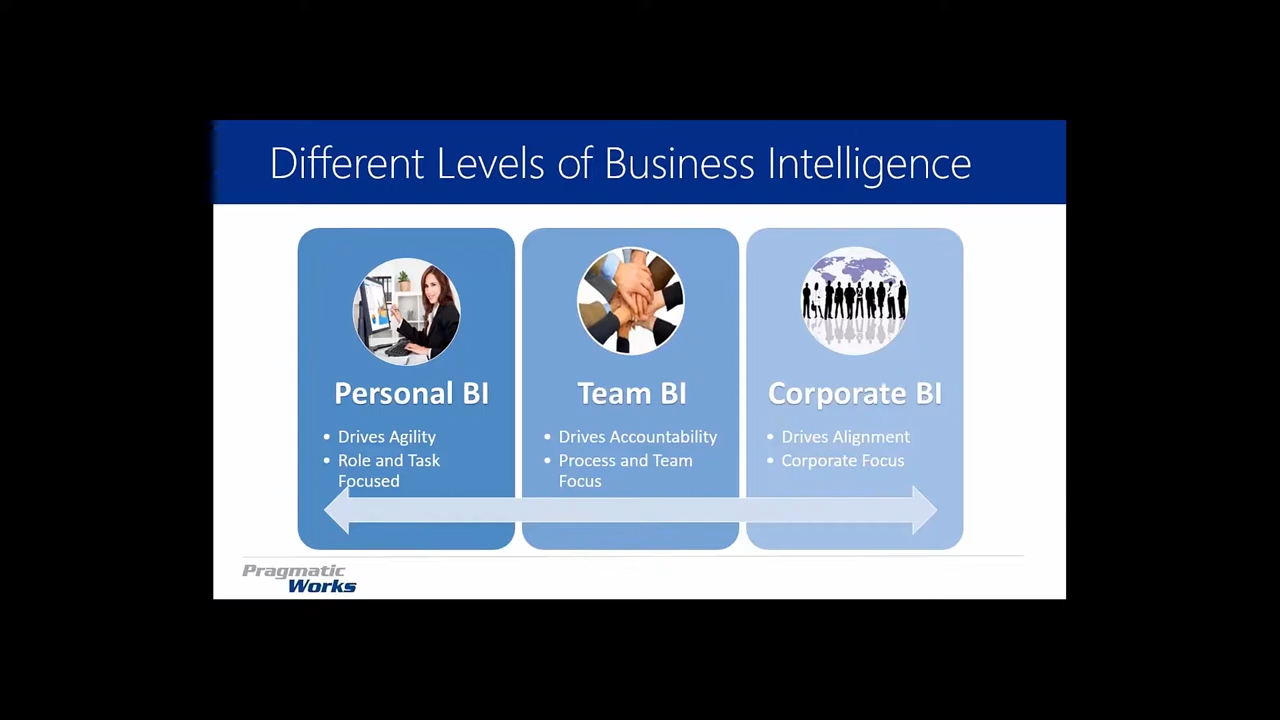 Different Levels of Business Intelligence
Personal BI
• Drives Agility
• Role and Task
Focused
Team BI
• Drives Accountability
• Process and Team
Focus
Corporate BI
• Drives Alignment
• Corporate Focus
Pragmatic
Works